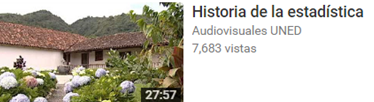 Historia de la estadística
Audiovisuales UNED
7,683 vistas
27:57